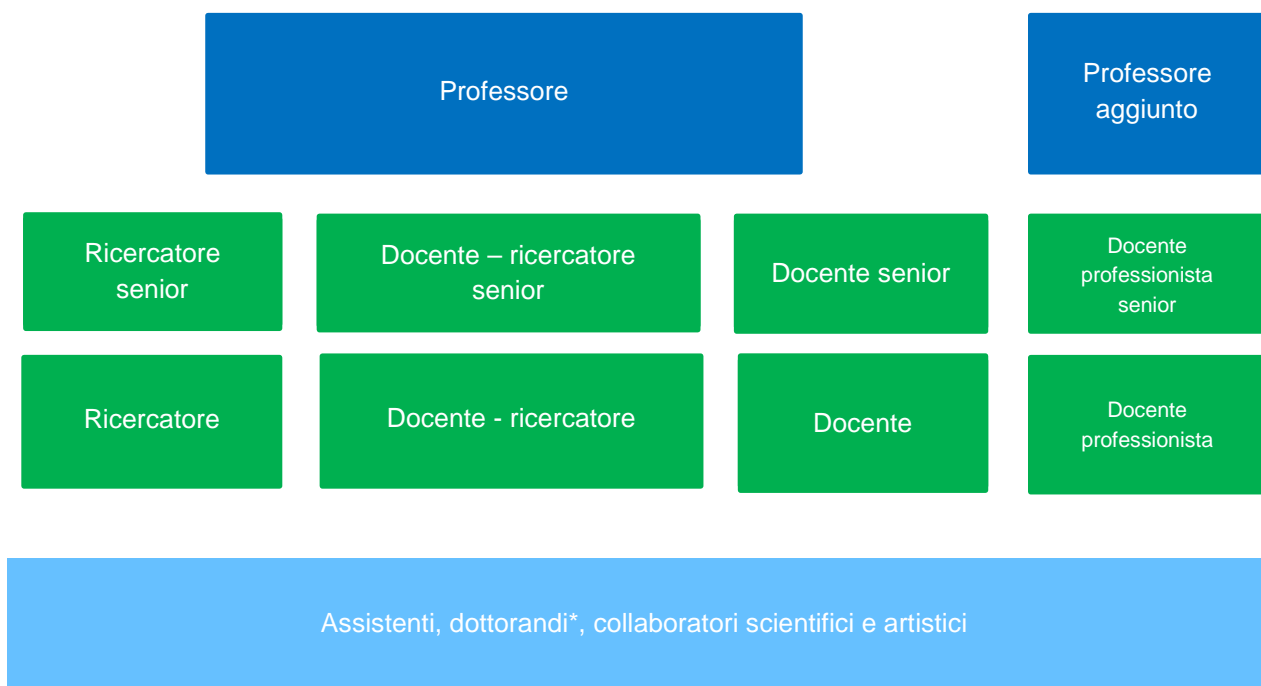 Professore
Professore
aggiunto
Ricercatore
senior
Docente – ricercatore
senior
Docente senior
Docente
professionista
senior
Ricercatore
Docente - ricercatore
Docente
Docente
professionista
Assistenti, dottorandi*, collaboratori scientifici e artistici